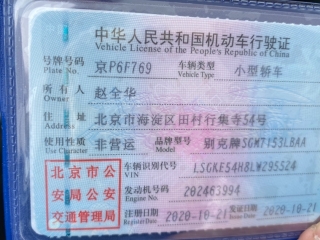 中华人民共和国机动车行驶证
Vehicle License of the People's Republic of China
号牌号码 京P6F769 车辆类型 小型轿车
Plate No. Vehicle Type
所有人 赵全华
Owner
住址 北京市海淀区田村行集寺54号
Address
使用性质 非营运 品牌型号 别克牌SGM7153LBAA
Use Character Model
北京市公安局公安交通管理局
车辆识别代号 LSGKE54H8LW295524
VIN
发动机号码 202463994
Engine No.
注册日期 2020-10-21 发证日期 2020-10-21
Register Date Issue Date